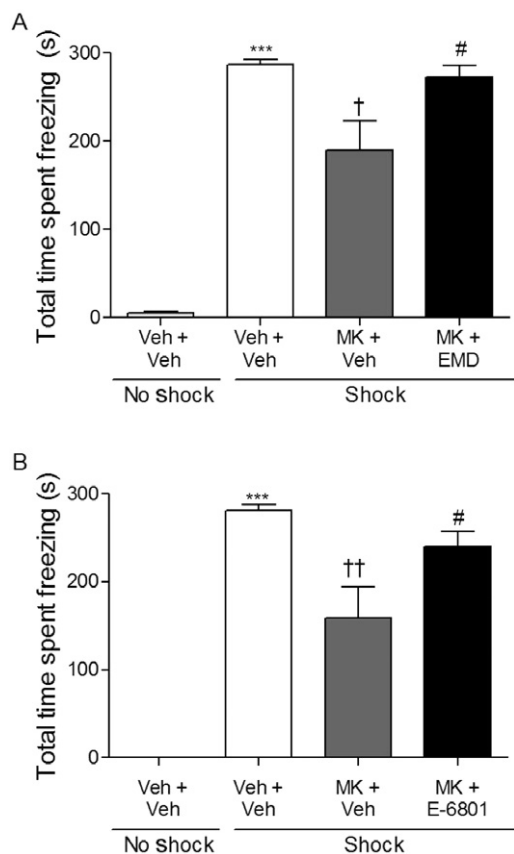 A
Total time spent freezing (s)
300
200
100
0
***
†
#
Veh + Veh + MK + MK +
Veh Veh Veh EMD
No shock Shock
B
Total time spent freezing (s)
300
200
100
0
***
††
#
Veh + Veh + MK + MK +
Veh Veh Veh E-6801
No shock Shock